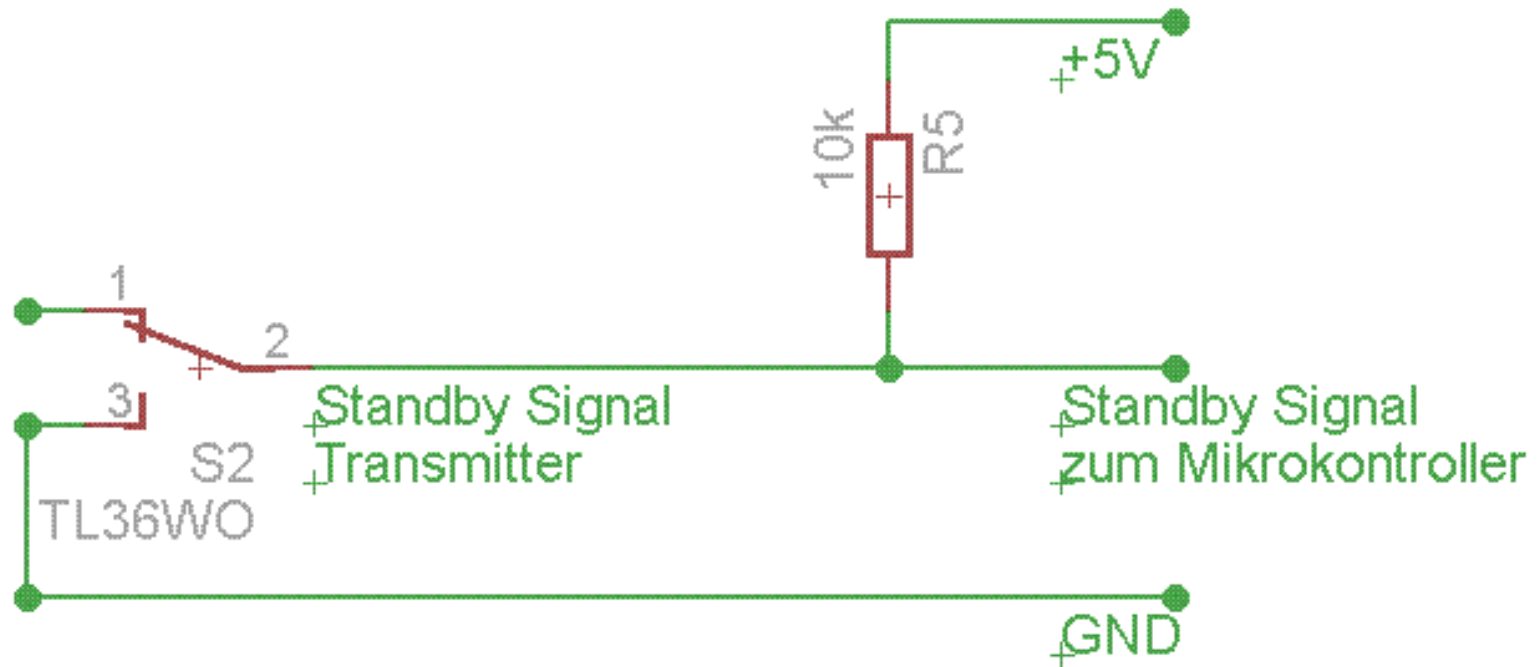 +5V
10k
R5
1
2
3
Standby Signal
Transmitter
Standby Signal
zum Mikrokontroller
S2
TL36WO
GND